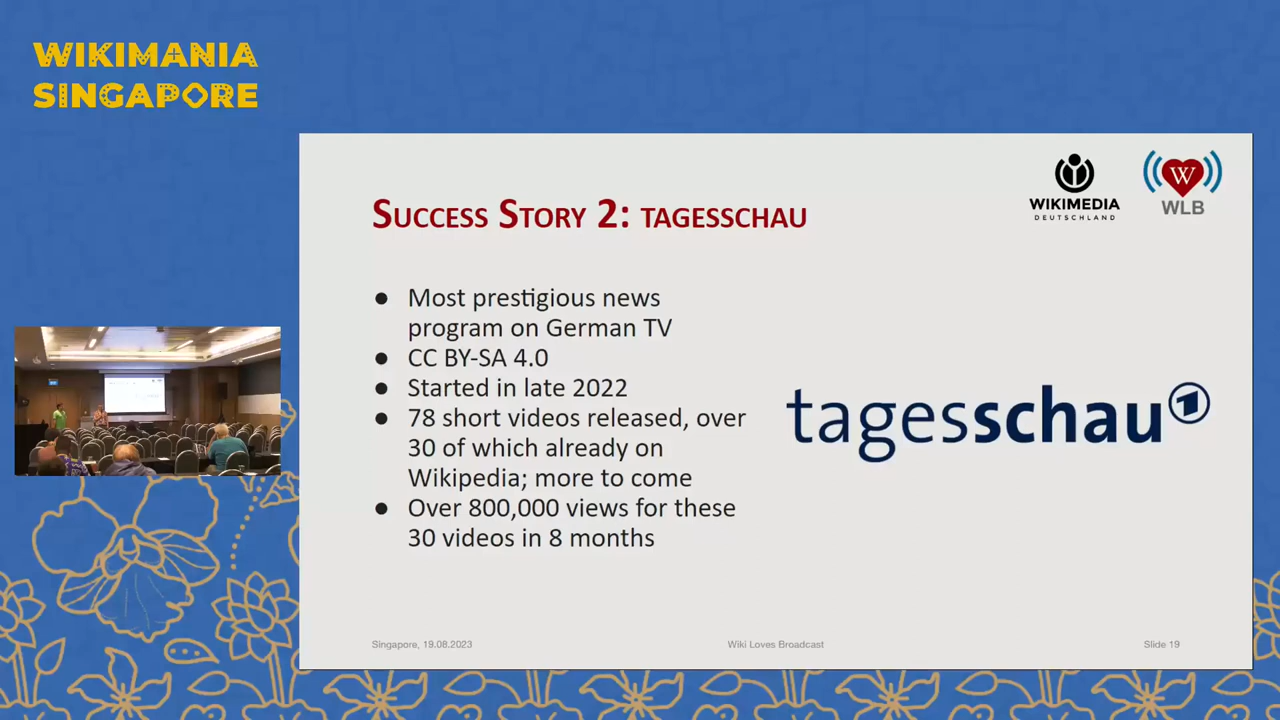 WIKIMANIA
SINGAPORE
WIKIMEDIA
DEUTSCHLAND
W
WLB
Success Story 2: tagesschau
● Most prestigious news
program on German TV
● CC BY-SA 4.0
● Started in late 2022
● 78 short videos released, over
30 of which already on
Wikipedia; more to come
● Over 800,000 views for these
30 videos in 8 months
tagesschau
1
Singapore, 19.08.2023
Wiki Loves Broadcast
Slide 19